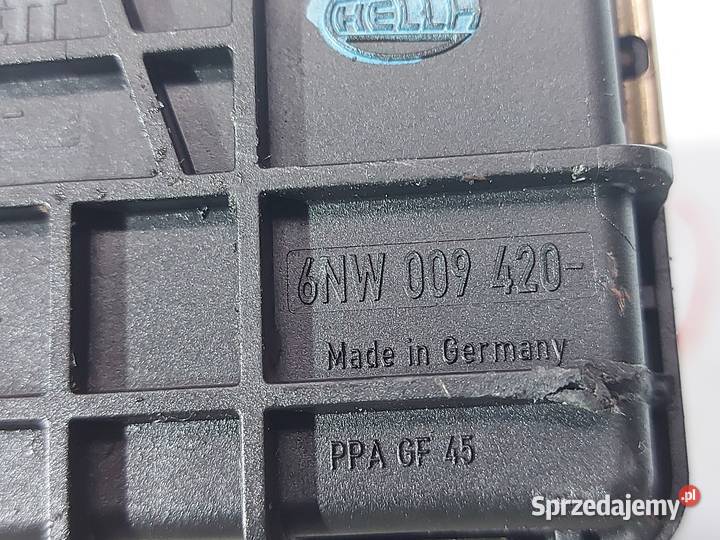 HELLA
6NW 009 420-
Made in Germany
PPA GF 45
Sprzedajemy.pl